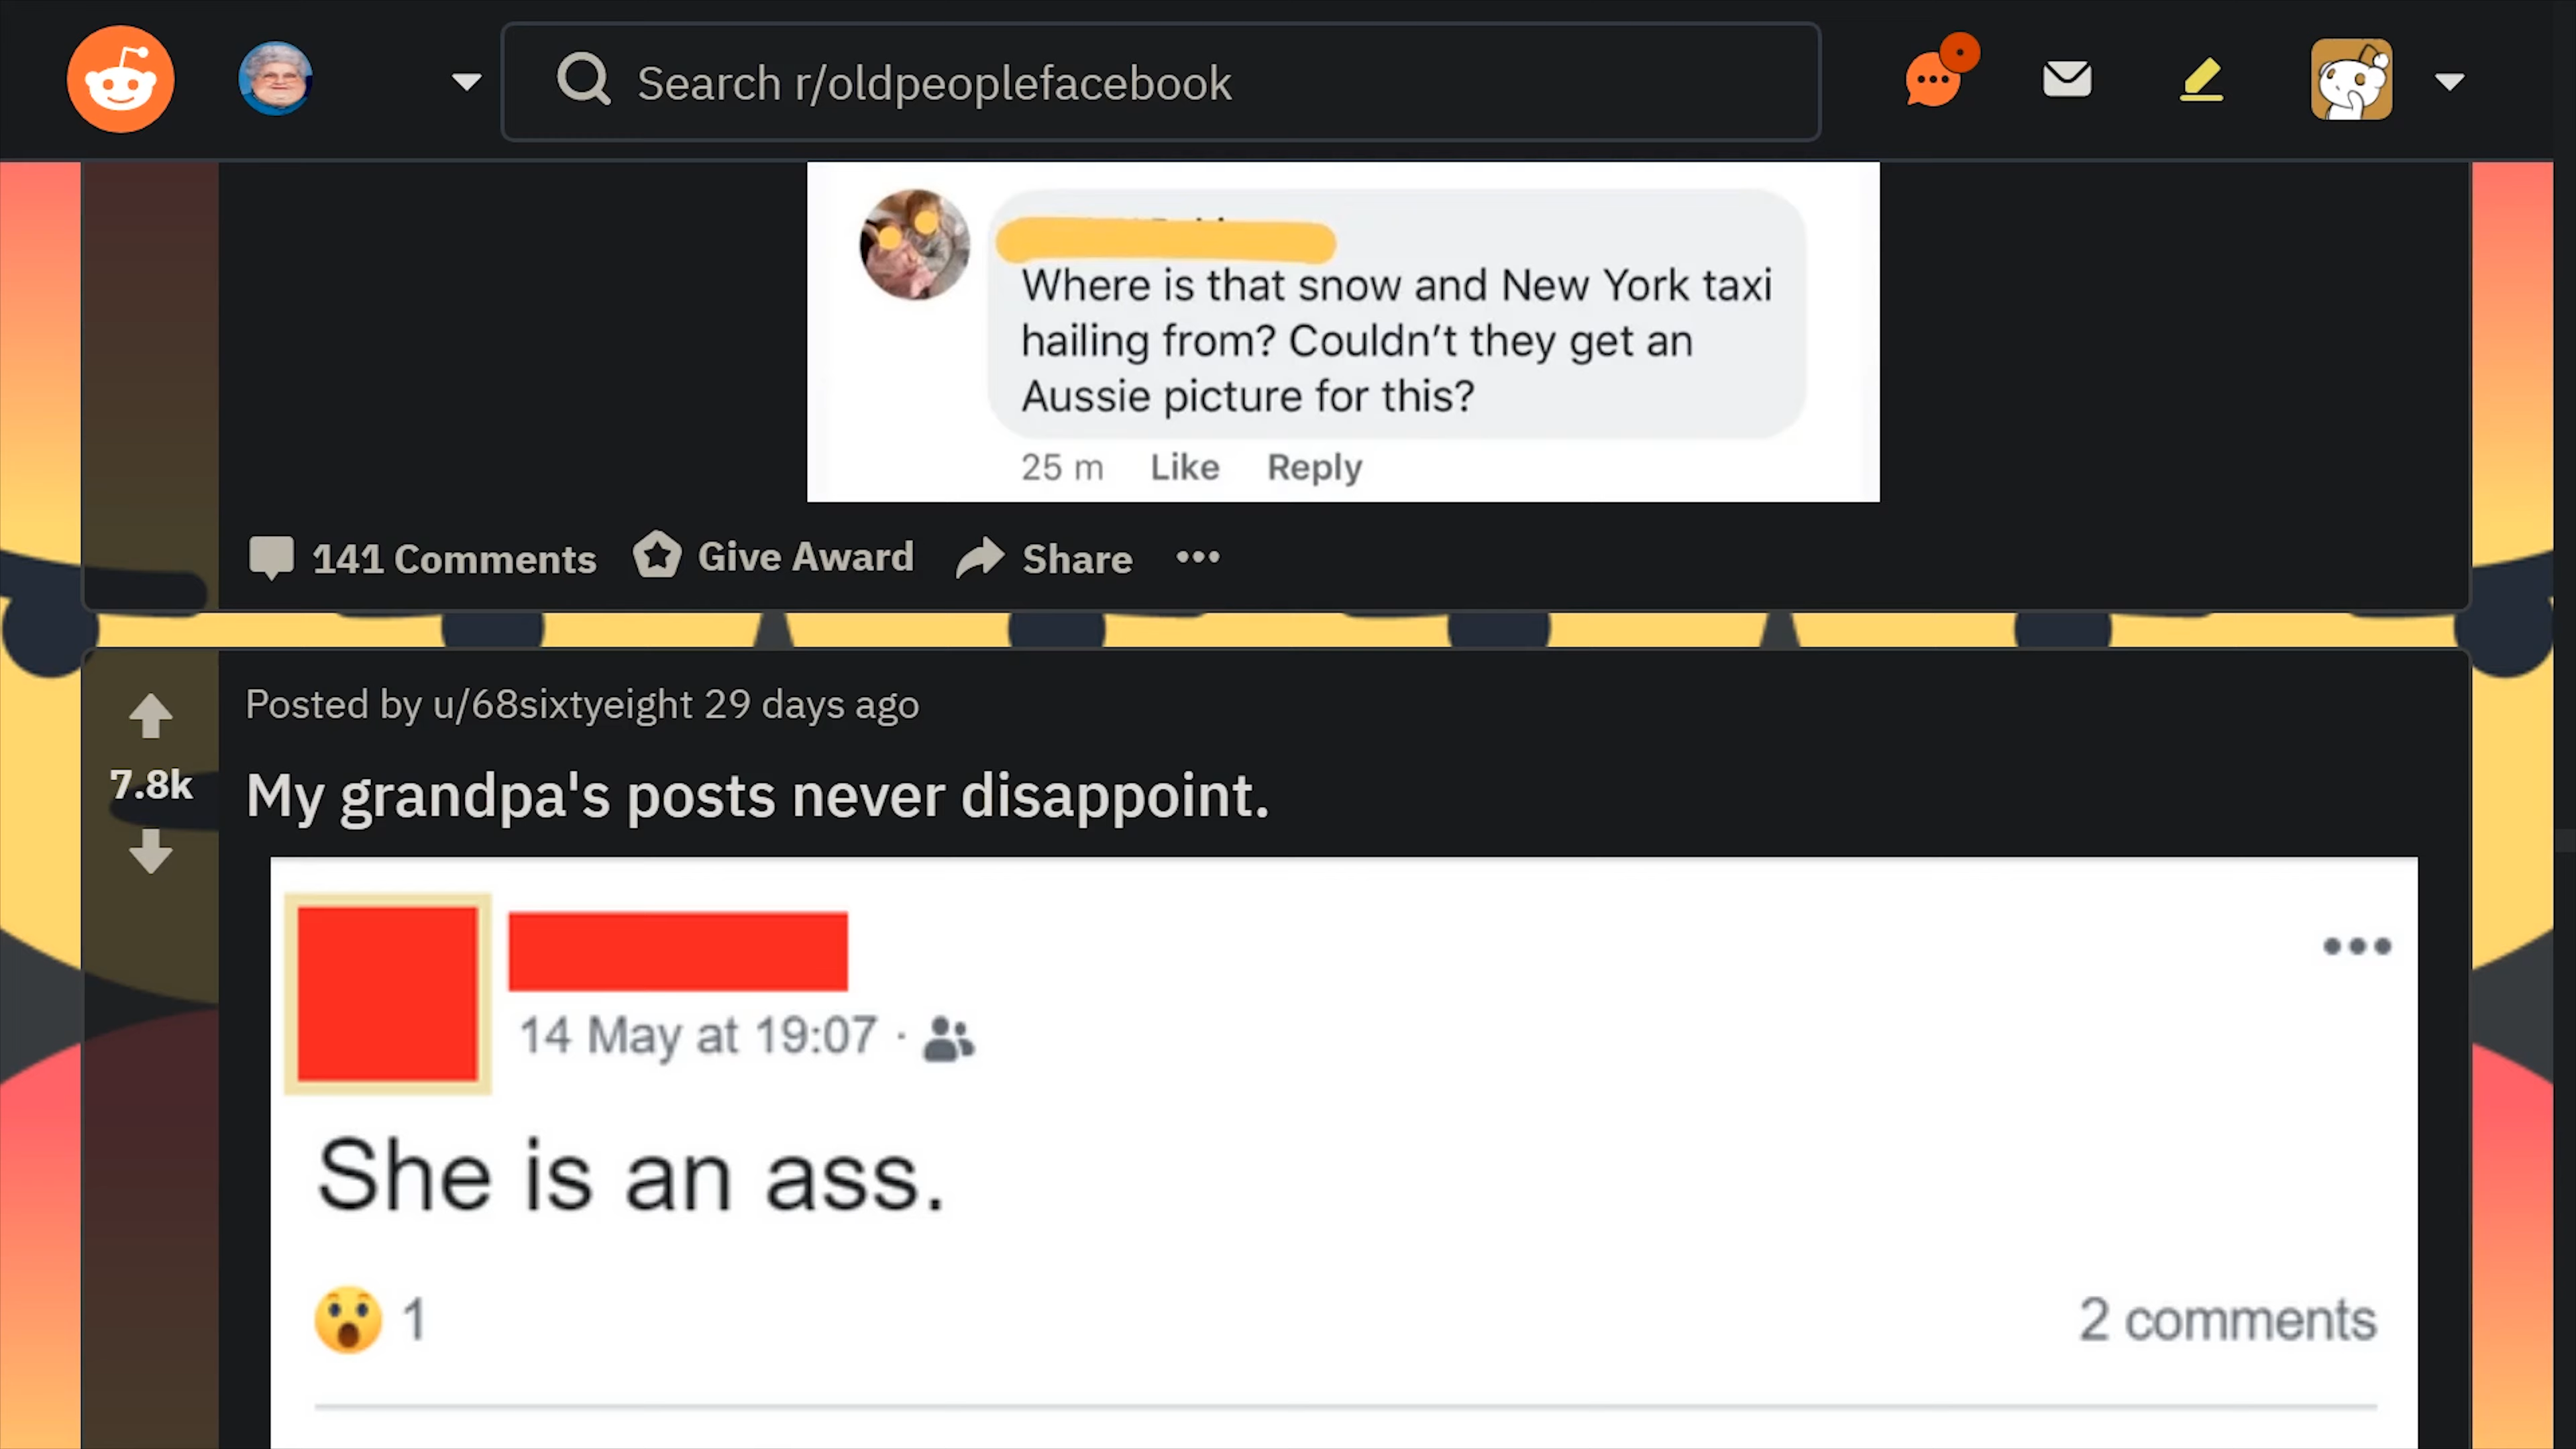 Search r/oldpeoplefacebook
Where is that snow and New York taxi
hailing from? Couldn't they get an
Aussie picture for this?
25 m Like Reply
141 Comments Give Award Share
Posted by u/68sixtyeight 29 days ago
7.8k
My grandpa's posts never disappoint.
14 May at 19:07 ·
She is an ass.
1
2 comments